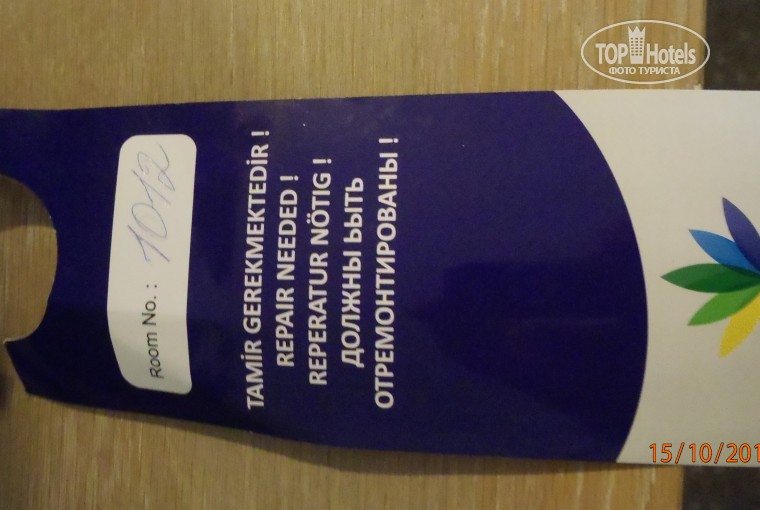 TOP Hotels
ФОТО ТУРИСТА
Room No.: 1012
TAMİR GEREKMEKTEDİR !
REPAIR NEEDED !
REPERATUR NÖTIG !
ДОЛЖНЫ ЬЫТЬ
ОТРЕМОНТИРОВАНЫ !
15/10/201